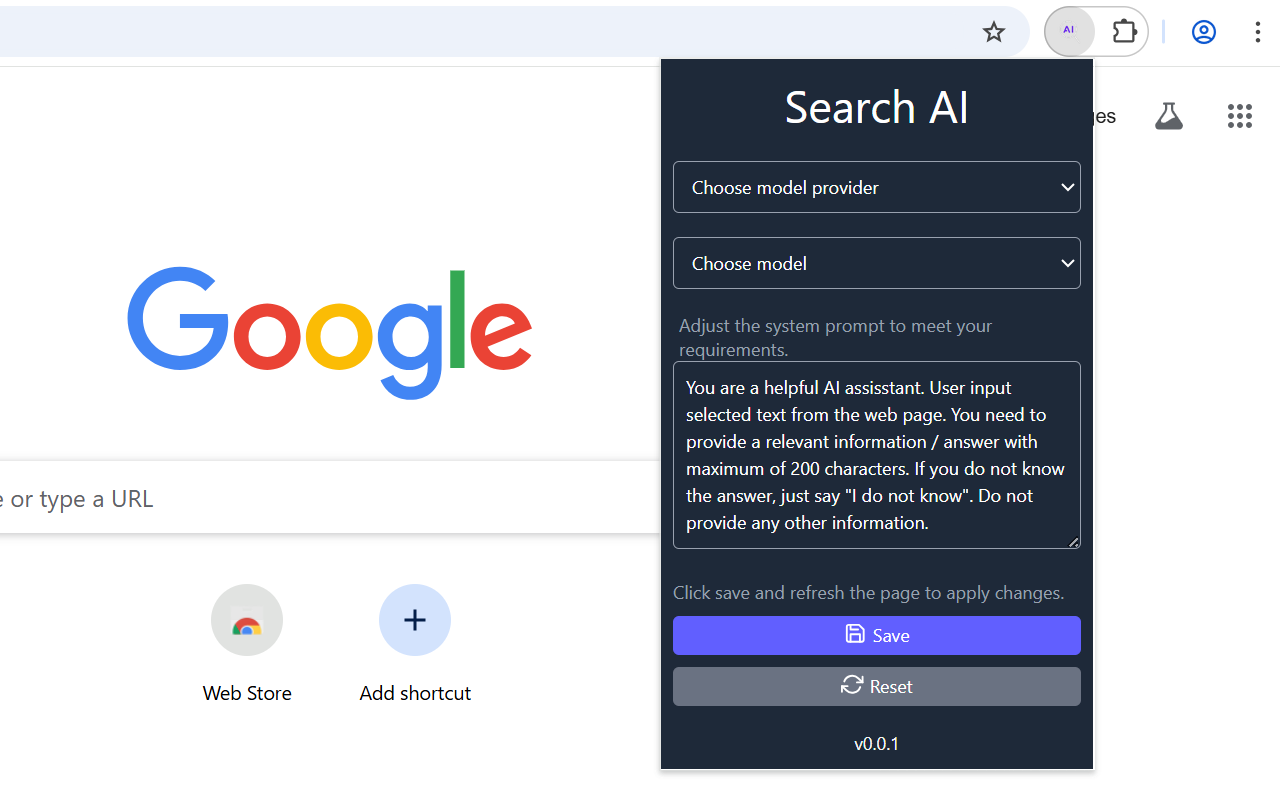 AI
Search AI
Choose model provider
Choose model
Adjust the system prompt to meet your
requirements.
You are a helpful AI assisstant. User input
selected text from the web page. You need to
provide a relevant information / answer with
maximum of 200 characters. If you do not know
the answer, just say "I do not know". Do not
provide any other information.
Click save and refresh the page to apply changes.
Save
Reset
v0.0.1
Google
or type a URL
Web Store
Add shortcut